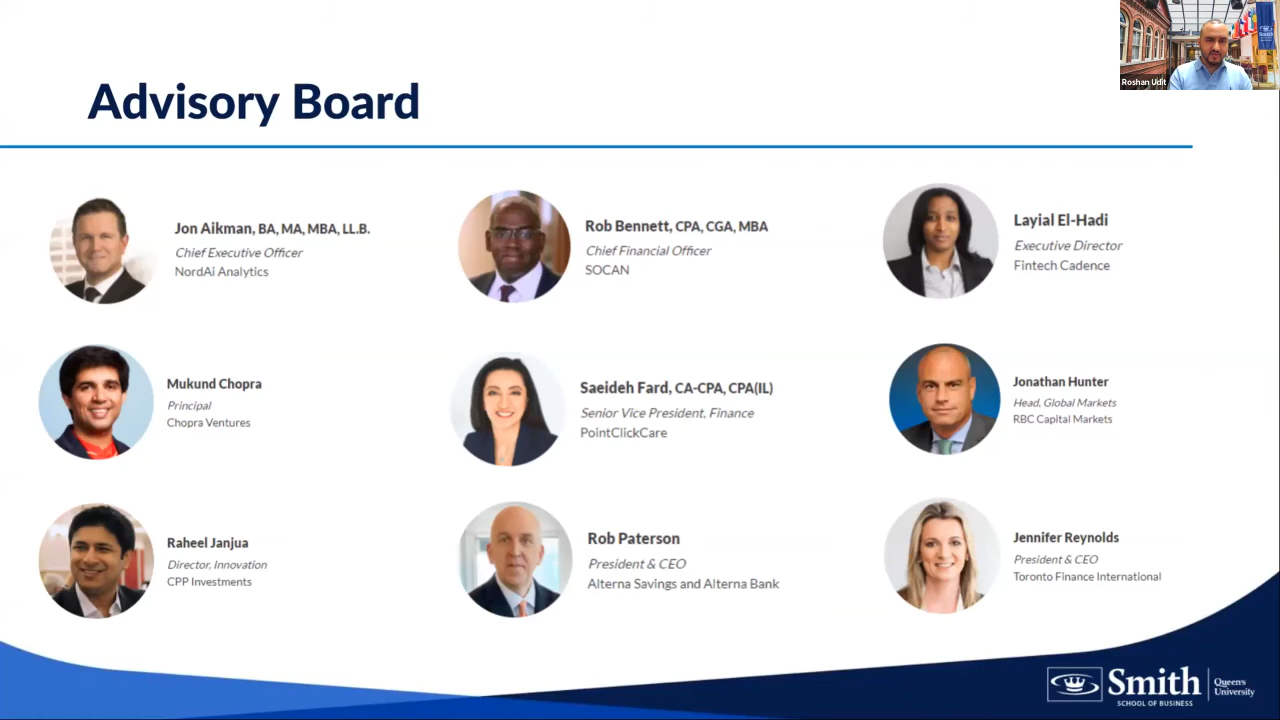 Roshan Udit
Advisory Board
Jon Aikman, BA, MA, MBA, LL.B.
Chief Executive Officer
NordAi Analytics
Rob Bennett, CPA, CGA, MBA
Chief Financial Officer
SOCAN
Layial El-Hadi
Executive Director
Fintech Cadence
Mukund Chopra
Principal
Chopra Ventures
Saeideh Fard, CA-CPA, CPA(IL)
Senior Vice President, Finance
PointClickCare
Jonathan Hunter
Head, Global Markets
RBC Capital Markets
Raheel Janjua
Director, Innovation
CPP Investments
Rob Paterson
President & CEO
Alterna Savings and Alterna Bank
Jennifer Reynolds
President & CEO
Toronto Finance International
Smith
SCHOOL OF BUSINESS
Queen's
University